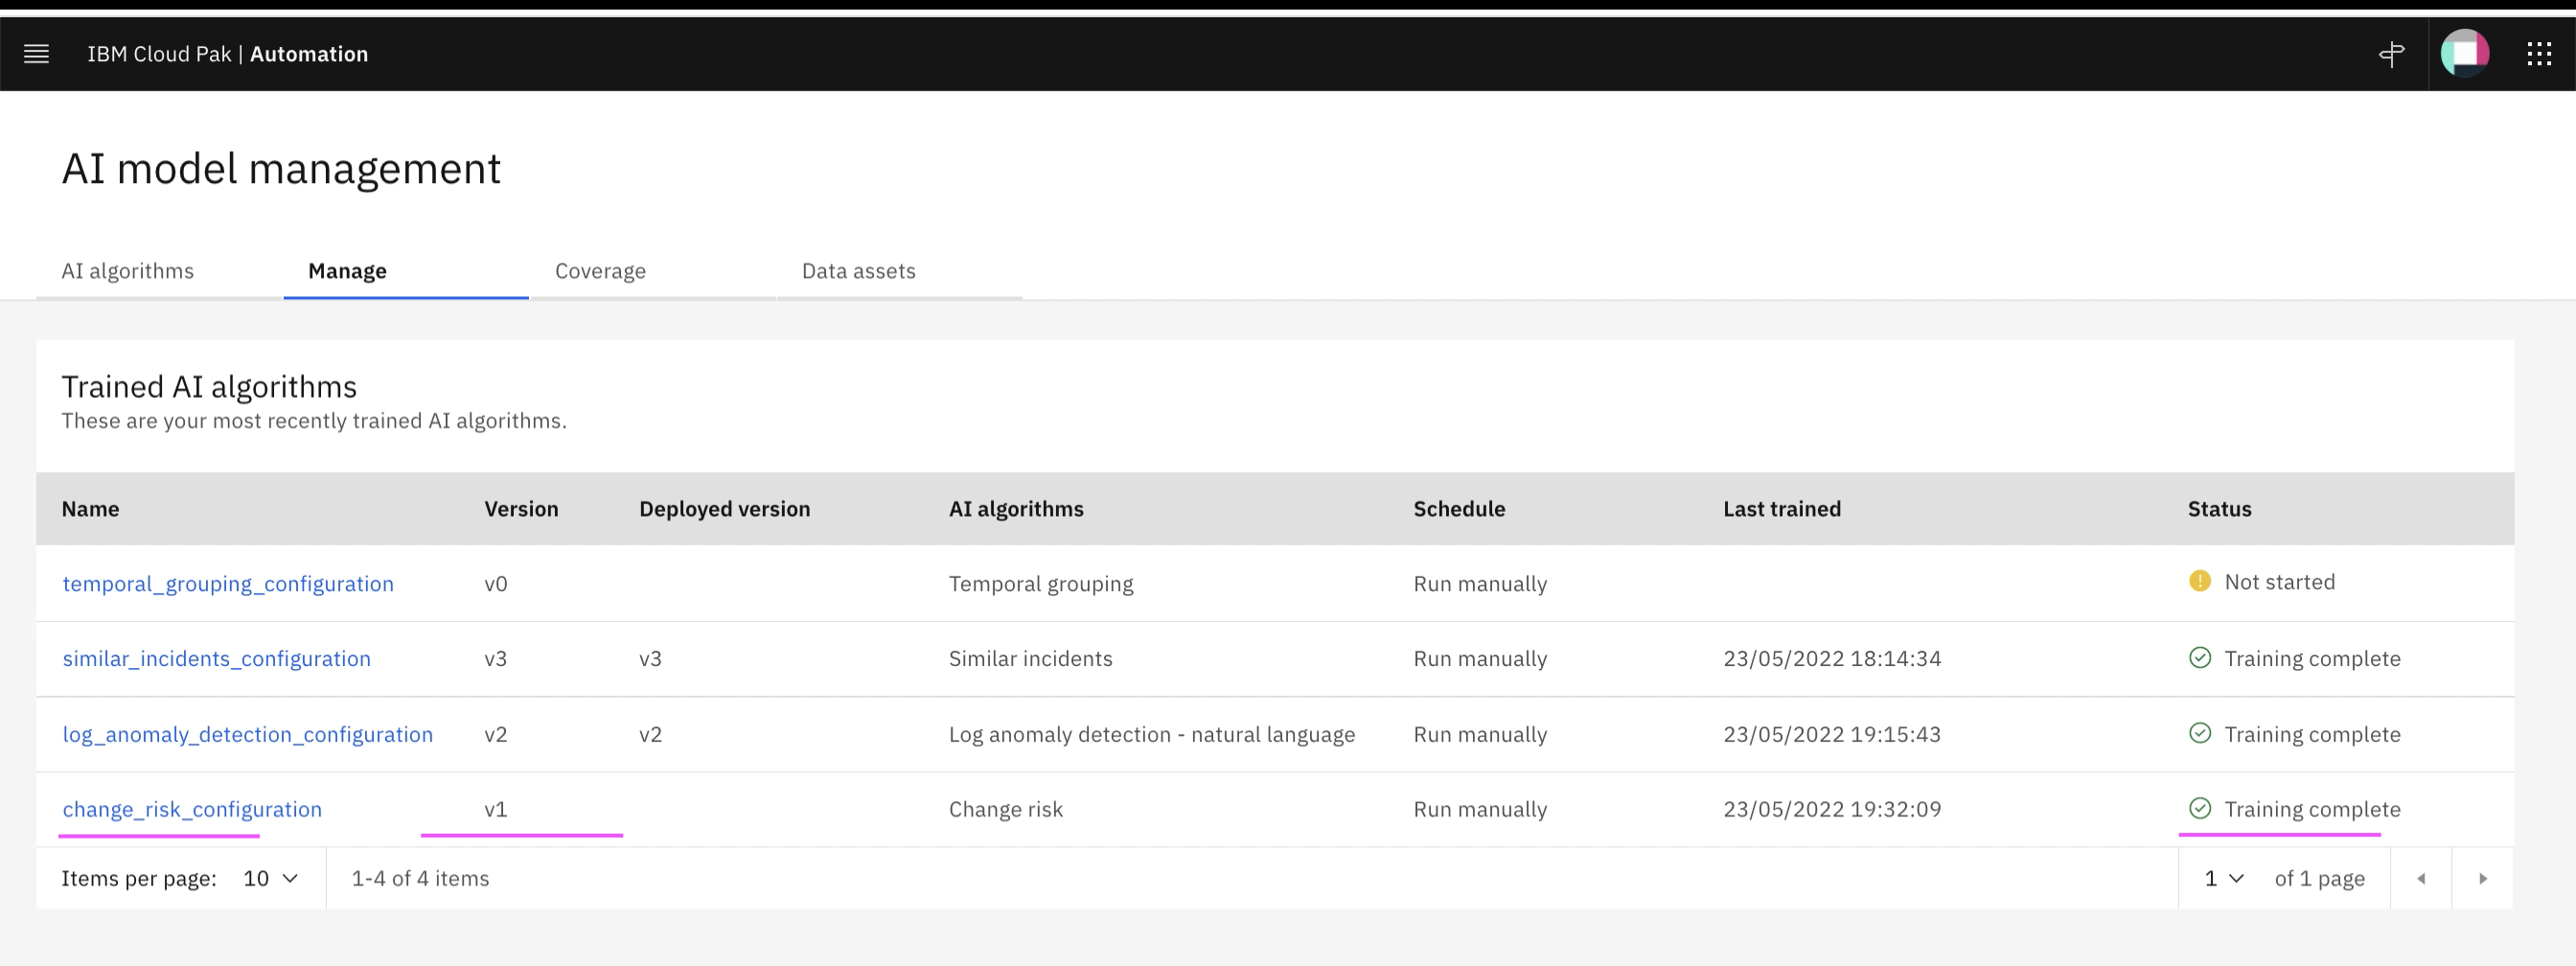 IBM Cloud Pak | Automation
AI model management
AI algorithms Manage Coverage Data assets
Trained AI algorithms
These are your most recently trained AI algorithms.
Name Version Deployed version AI algorithms Schedule Last trained Status
temporal_grouping_configuration v0 Temporal grouping Run manually Not started
similar_incidents_configuration v3 v3 Similar incidents Run manually 23/05/2022 18:14:34 Training complete
log_anomaly_detection_configuration v2 v2 Log anomaly detection - natural language Run manually 23/05/2022 19:15:43 Training complete
change_risk_configuration v1 Change risk Run manually 23/05/2022 19:32:09 Training complete
Items per page: 10 1-4 of 4 items 1 of 1 page